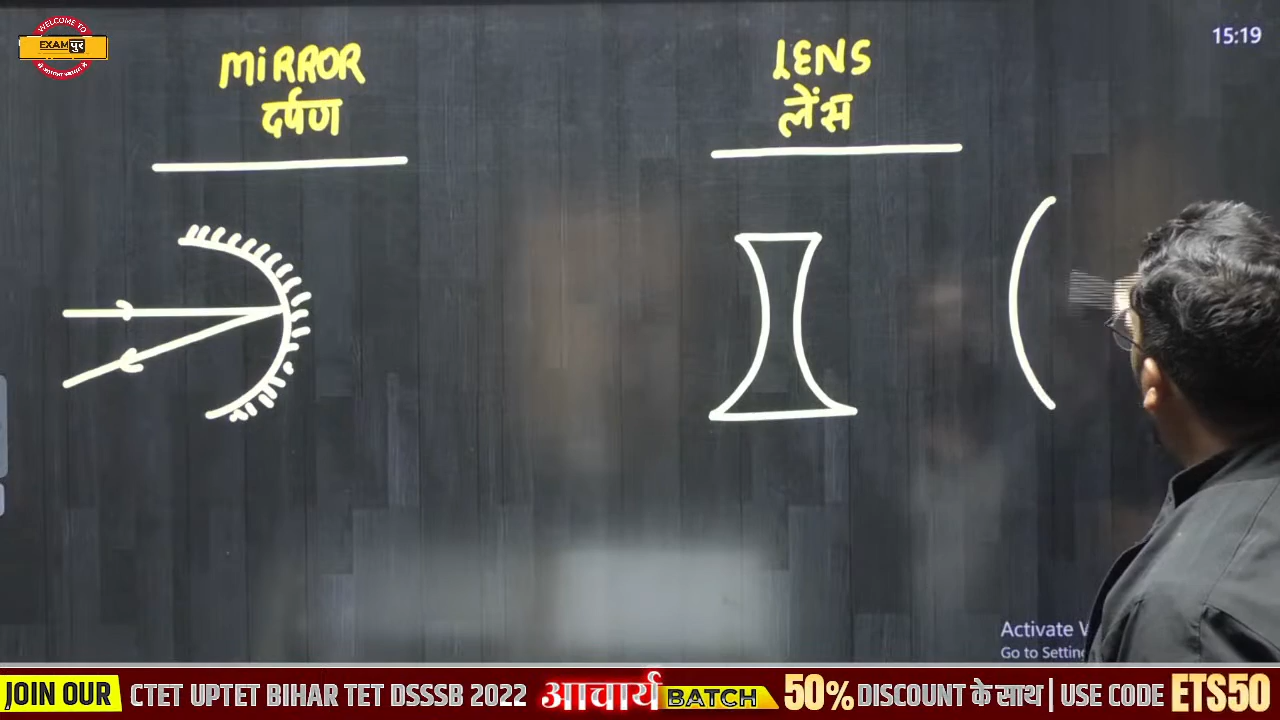 WELCOME TO
EXAMपुर
15:19
MiRROR
दर्पण
LENS
लेंस
Activate
Go to Setting
JOIN OUR CTET UPTET BIHAR TET DSSSB 2022 आचार्य BATCH 50% DISCOUNT के साथ | USE CODE ETS50